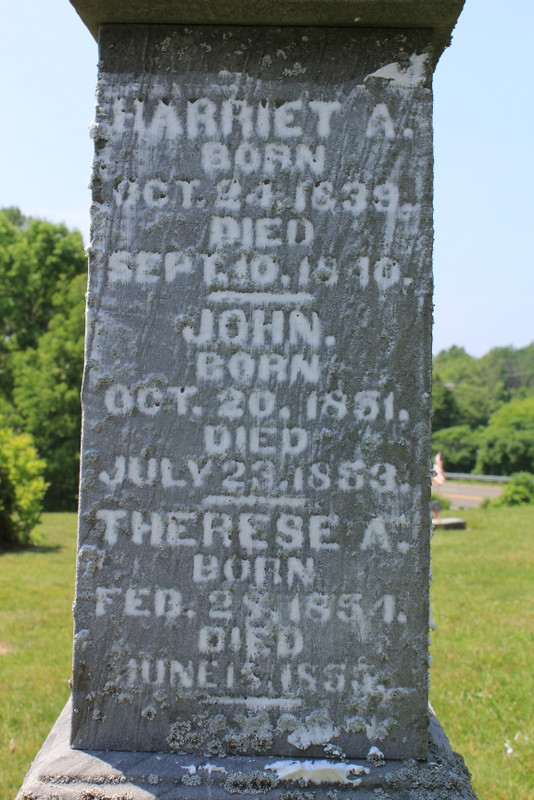 HARRIET A.
BORN
OCT. 24. 1839.
DIED
SEPT. 10. 1840.
JOHN.
BORN
OCT. 20. 1851.
DIED
JULY 23. 1853.
THERESE A.
BORN
FEB. 28. 1854.
DIED
JUNE